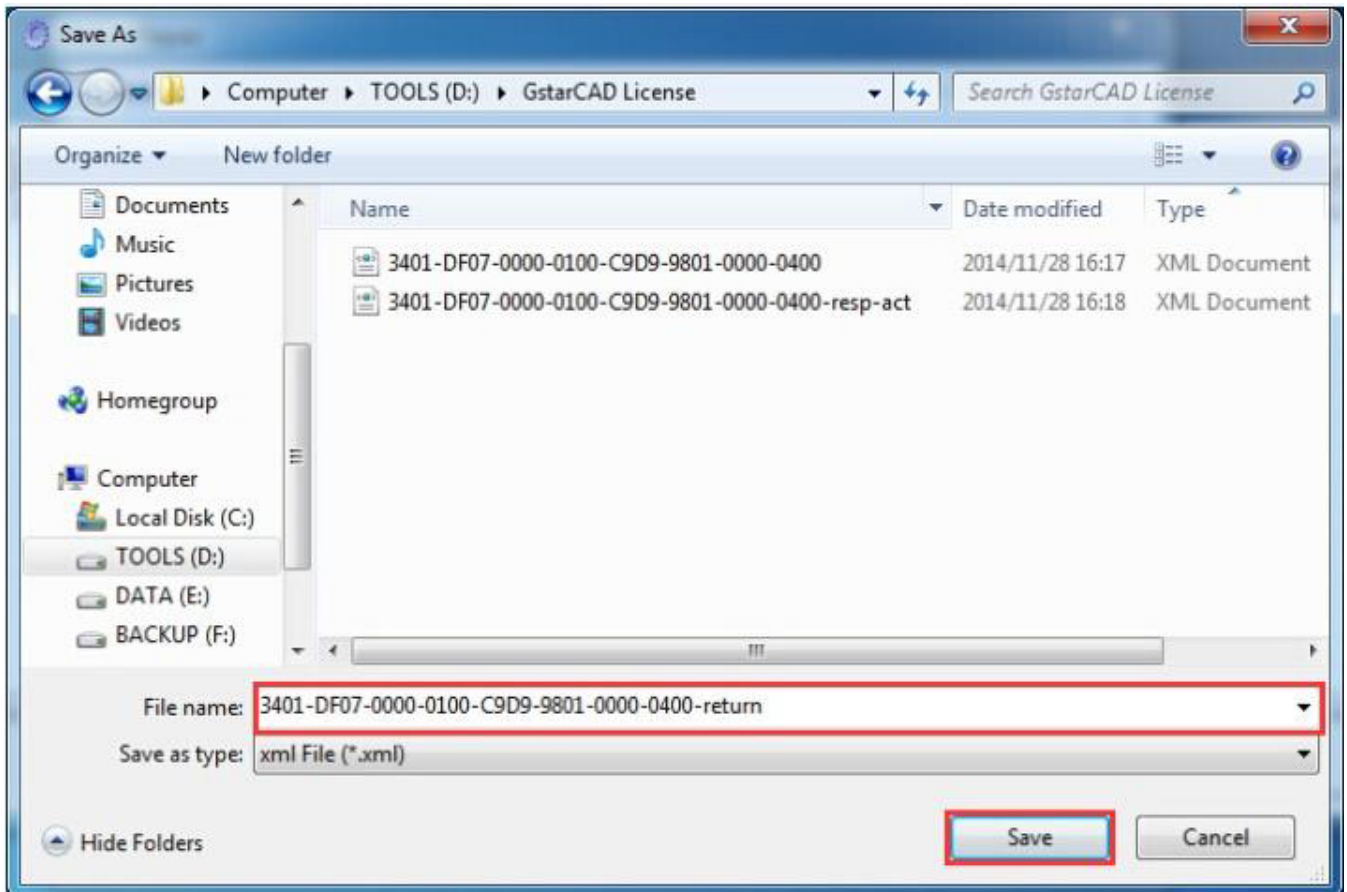 Save As
Computer TOOLS (D:) GstarCAD License Search GstarCAD License
Organize New folder
Name Date modified Type
Documents
Music
Pictures
Videos
Homegroup
Computer
Local Disk (C:)
TOOLS (D:)
DATA (E:)
BACKUP (F:)
3401-DF07-0000-0100-C9D9-9801-0000-0400 2014/11/28 16:17 XML Document
3401-DF07-0000-0100-C9D9-9801-0000-0400-resp-act 2014/11/28 16:18 XML Document
File name: 3401-DF07-0000-0100-C9D9-9801-0000-0400-return
Save as type: xml File (*.xml)
Hide Folders Save Cancel